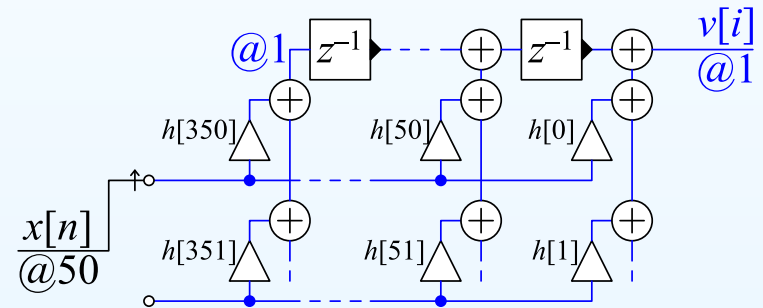 @1 z⁻¹ z⁻¹ v[i]
@1
h[350] h[50] h[0]
x[n]
@50
h[351] h[51] h[1]